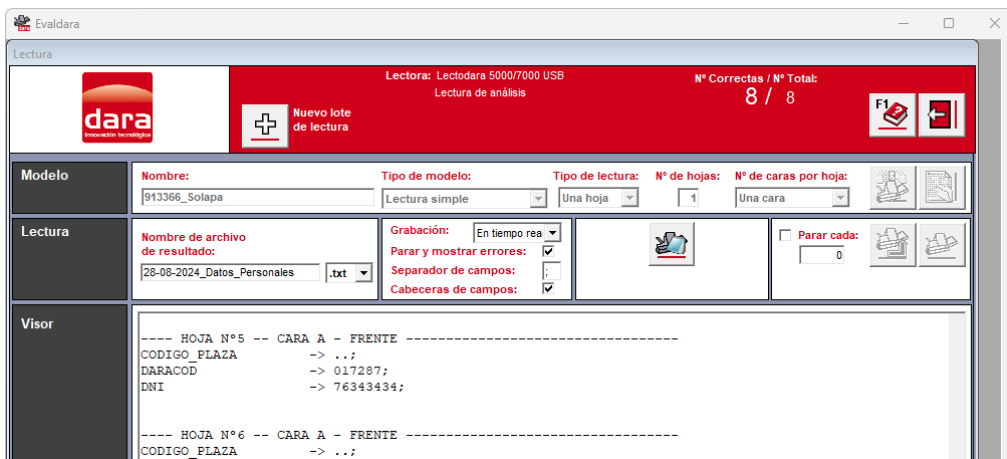 Evaldara
Lectura
dara
innovación tecnológica
Nuevo lote
de lectura
Lectora: Lectodara 5000/7000 USB
Lectura de análisis
Nº Correctas / Nº Total:
8 / 8
F1
Modelo
Nombre:
913366_Solapa
Tipo de modelo:
Lectura simple
Tipo de lectura:
Una hoja
Nº de hojas:
1
Nº de caras por hoja:
Una cara
Lectura
Nombre de archivo
de resultado:
28-08-2024_Datos_Personales
.txt
Grabación:
En tiempo real
Parar y mostrar errores:
Separador de campos:
;
Cabeceras de campos:
Parar cada:
0
Visor
---- HOJA Nº5 -- CARA A - FRENTE ----------------------------------
CODIGO_PLAZA -> ..;
DARACOD -> 017287;
DNI -> 76343434;
---- HOJA Nº6 -- CARA A - FRENTE ----------------------------------
CODIGO_PLAZA -> ..;